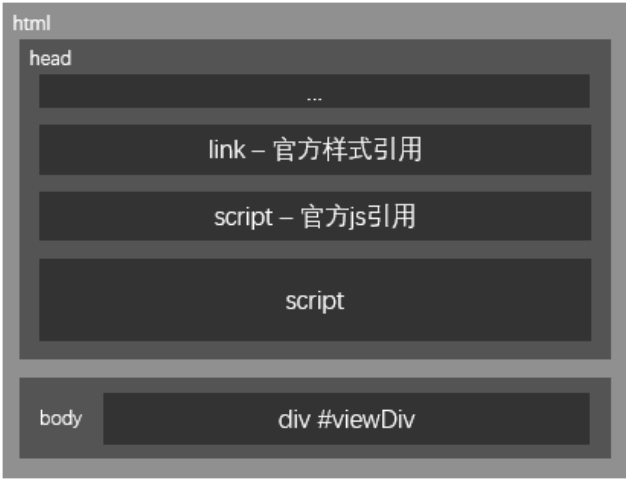 html
head
...
link – 官方样式引用
script – 官方js引用
script
body
div #viewDiv